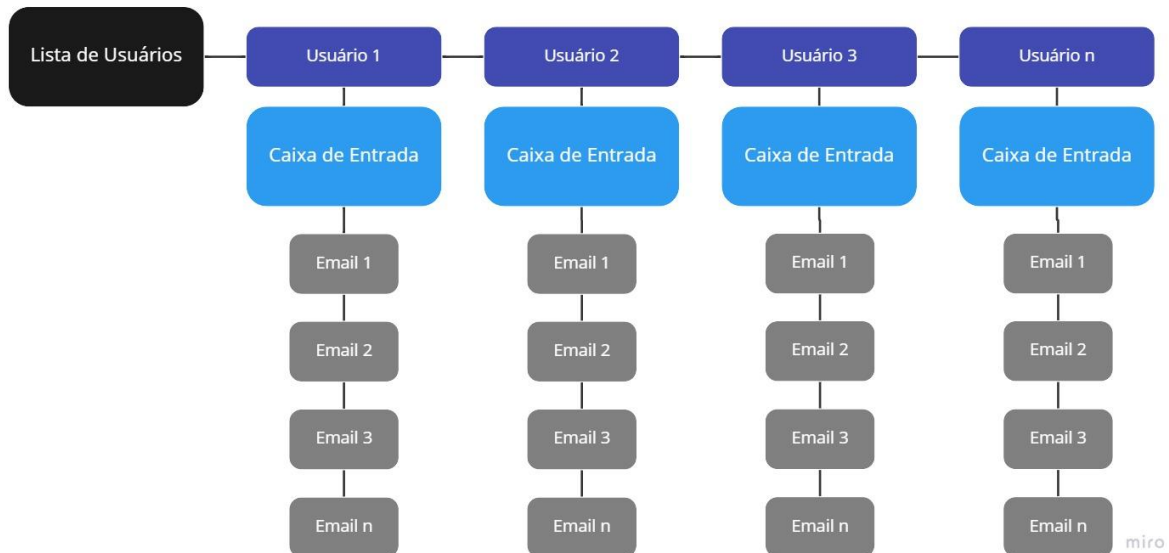 Lista de Usuários
Usuário 1
Usuário 2
Usuário 3
Usuário n
Caixa de Entrada
Caixa de Entrada
Caixa de Entrada
Caixa de Entrada
Email 1
Email 1
Email 1
Email 1
Email 2
Email 2
Email 2
Email 2
Email 3
Email 3
Email 3
Email 3
Email n
Email n
Email n
Email n
miro